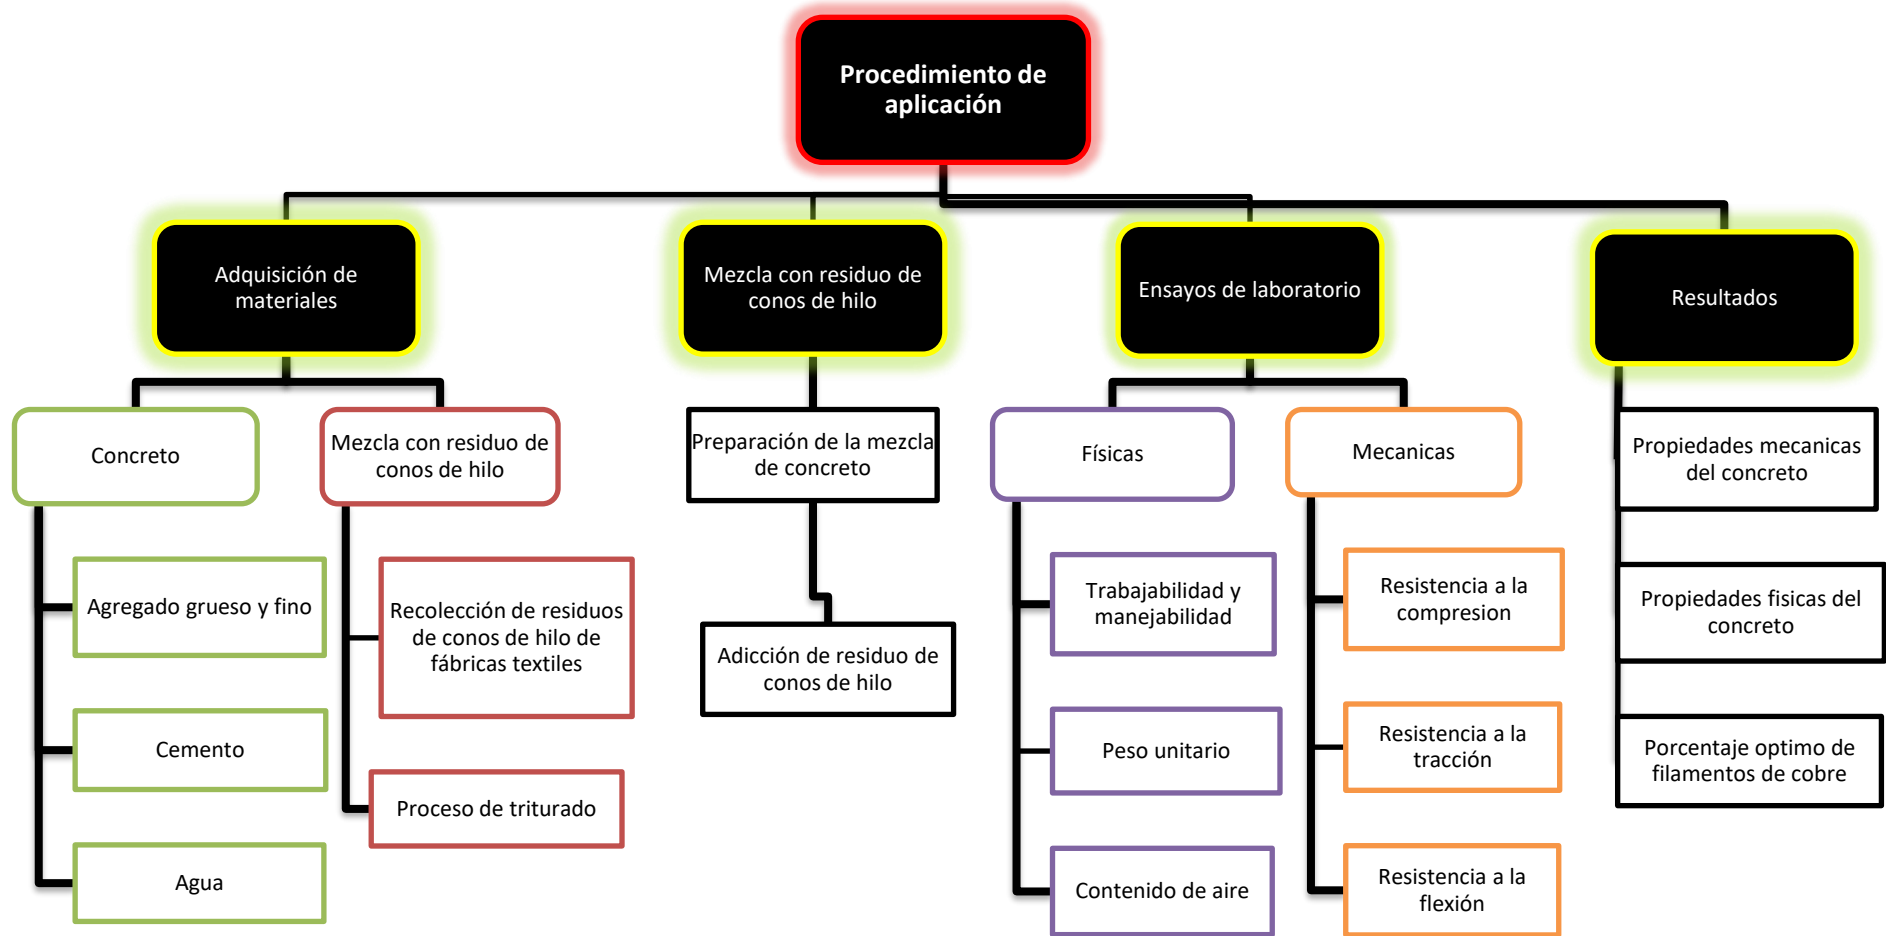 Procedimiento de
aplicación
Adquisición de
materiales
Mezcla con residuo de
conos de hilo
Ensayos de laboratorio
Resultados
Concreto
Mezcla con residuo de
conos de hilo
Preparación de la mezcla
de concreto
Físicas
Mecanicas
Propiedades mecanicas
del concreto
Agregado grueso y fino
Recolección de residuos
de conos de hilo de
fábricas textiles
Adicción de residuo de
conos de hilo
Trabajabilidad y
manejabilidad
Resistencia a la
compresion
Propiedades fisicas del
concreto
Cemento
Proceso de triturado
Peso unitario
Resistencia a la
tracción
Porcentaje optimo de
filamentos de cobre
Agua
Contenido de aire
Resistencia a la
flexión